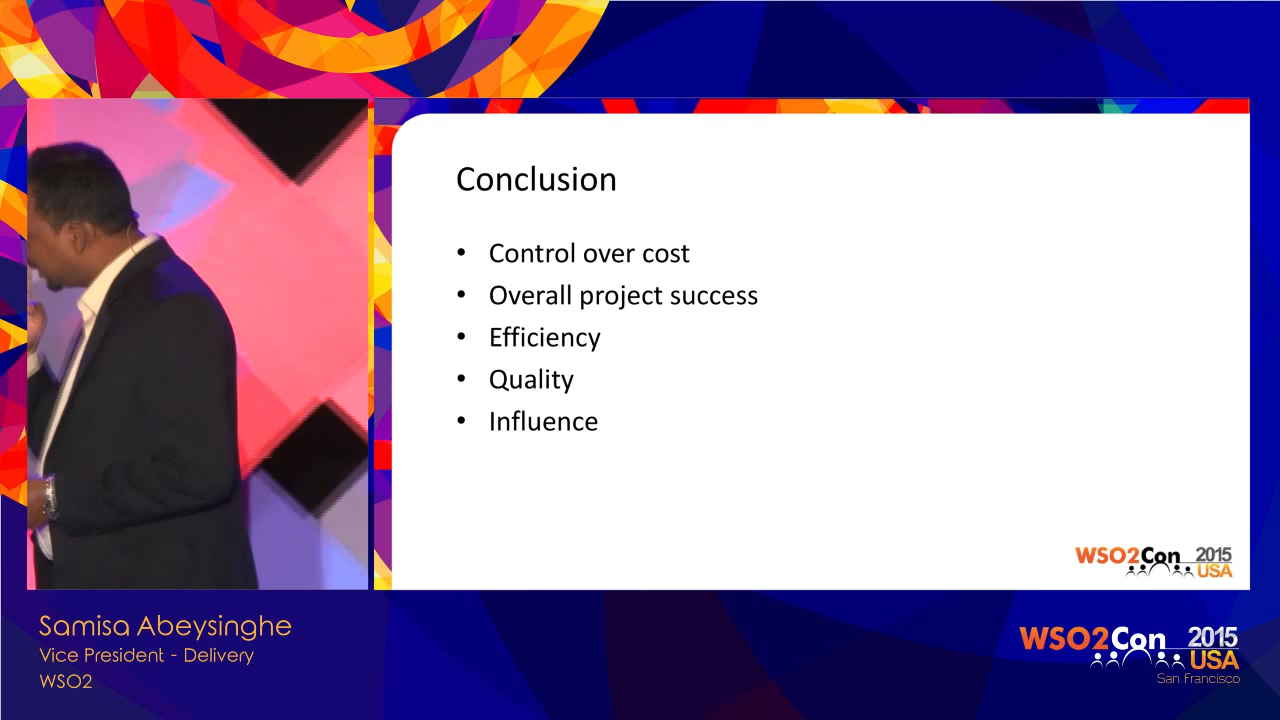 Conclusion
• Control over cost
• Overall project success
• Efficiency
• Quality
• Influence
WSO2Con 2015
USA
Samisa Abeysinghe
Vice President - Delivery
WSO2
WSO2Con 2015
USA
San Francisco